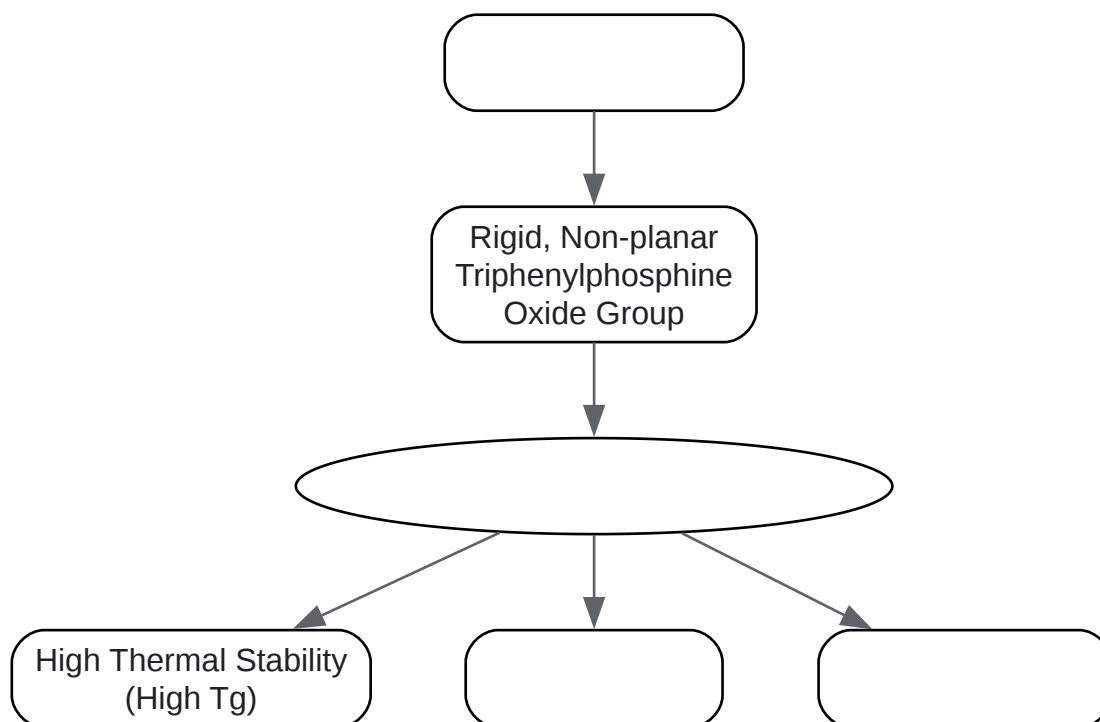 Rigid, Non-planar
Triphenylphosphine
Oxide Group
High Thermal Stability
(High Tg)